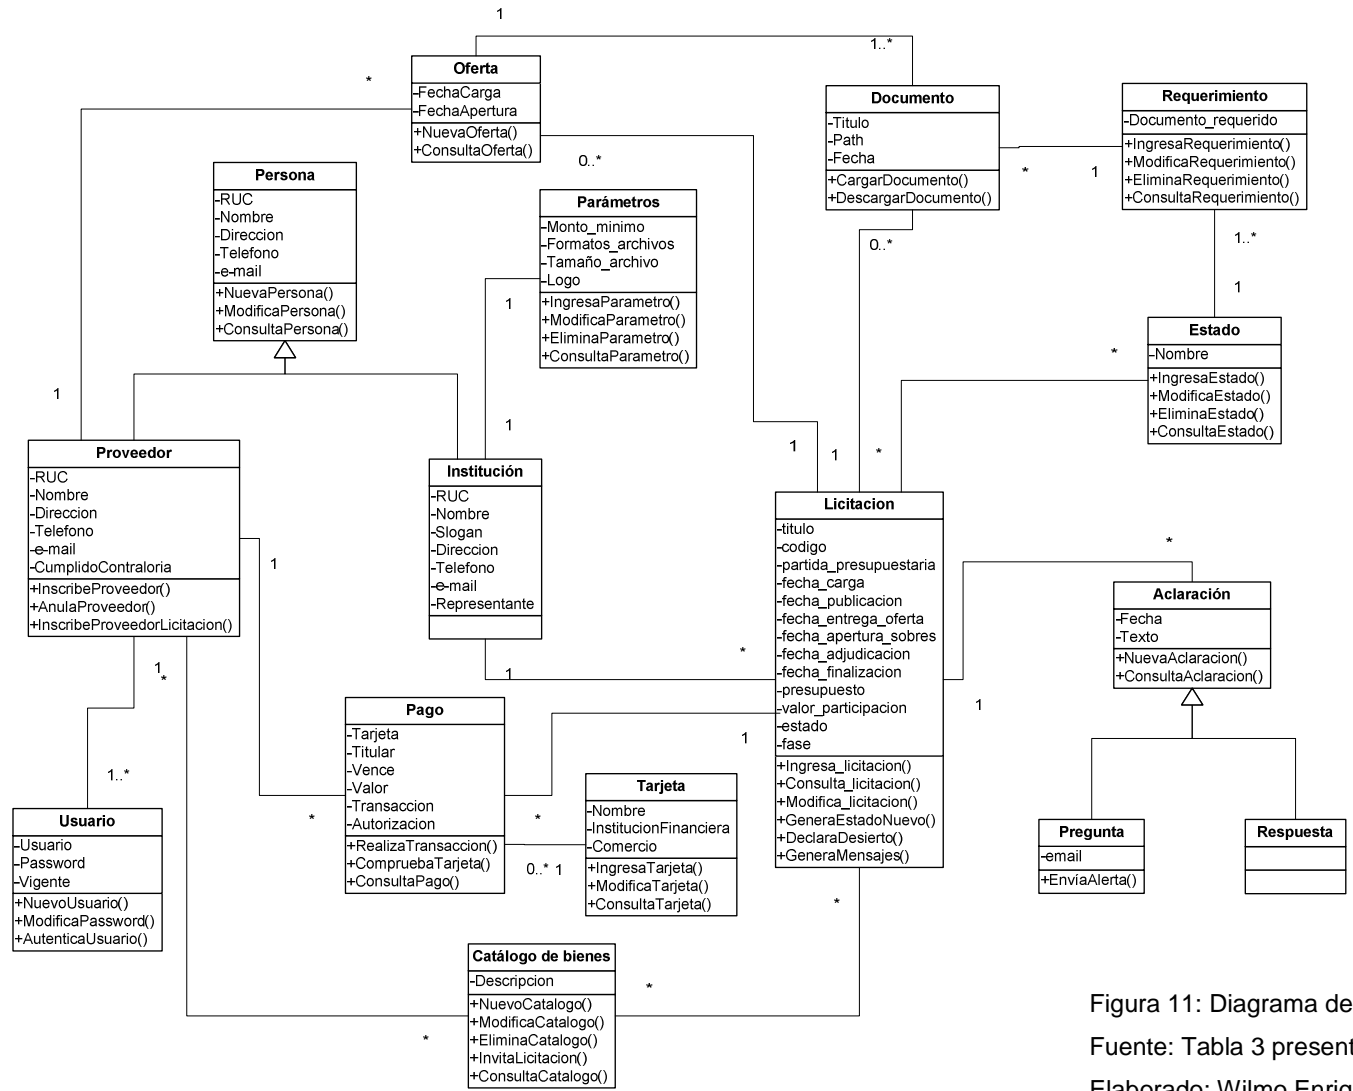 1
1..*
Oferta
-FechaCarga
-FechaApertura
+NuevaOferta()
+ConsultaOferta()
*
0..*
Documento
-Titulo
-Path
-Fecha
+CargarDocumento()
+DescargarDocumento()
*
1
0..*
Requerimiento
-Documento_requerido
+IngresaRequerimiento()
+ModificaRequerimiento()
+EliminaRequerimiento()
+ConsultaRequerimiento()
1..*
1
Persona
-RUC
-Nombre
-Direccion
-Telefono
-e-mail
+NuevaPersona()
+ModificaPersona()
+ConsultaPersona()
Parámetros
-Monto_minimo
-Formatos_archivos
-Tamaño_archivo
-Logo
+IngresaParametro()
+ModificaParametro()
+EliminaParametro()
+ConsultaParametro()
1
1
Estado
-Nombre
+IngresaEstado()
+ModificaEstado()
+EliminaEstado()
+ConsultaEstado()
*
1
1
1
*
Proveedor
-RUC
-Nombre
-Direccion
-Telefono
-e-mail
-CumplidoContraloria
+InscribeProveedor()
+AnulaProveedor()
+InscribeProveedorLicitacion()
1
1
*
Institución
-RUC
-Nombre
-Slogan
-Direccion
-Telefono
-e-mail
-Representante
1
*
Licitacion
-titulo
-codigo
-partida_presupuestaria
-fecha_carga
-fecha_publicacion
-fecha_entrega_oferta
-fecha_apertura_sobres
-fecha_adjudicacion
-fecha_finalizacion
-presupuesto
-valor_participacion
-estado
-fase
+Ingresa_licitacion()
+Consulta_licitacion()
+Modifica_licitacion()
+GeneraEstadoNuevo()
+DeclaraDesierto()
+GeneraMensajes()
*
1
Aclaración
-Fecha
-Texto
+NuevaAclaracion()
+ConsultaAclaracion()
Pago
-Tarjeta
-Titular
-Vence
-Valor
-Transaccion
-Autorizacion
+RealizaTransaccion()
+CompruebaTarjeta()
+ConsultaPago()
*
1
*
0..*
1
Tarjeta
-Nombre
-InstitucionFinanciera
-Comercio
+IngresaTarjeta()
+ModificaTarjeta()
+ConsultaTarjeta()
1..*
Usuario
-Usuario
-Password
-Vigente
+NuevoUsuario()
+ModificaPassword()
+AutenticaUsuario()
Pregunta
-email
+EnvíaAlerta()
Respuesta
*
Catálogo de bienes
-Descripcion
+NuevoCatalogo()
+ModificaCatalogo()
+EliminaCatalogo()
+InvitaLicitacion()
+ConsultaCatalogo()
*
*
Figura 11: Diagrama de
Fuente: Tabla 3 present
Elaborado: Wilmo Enriq